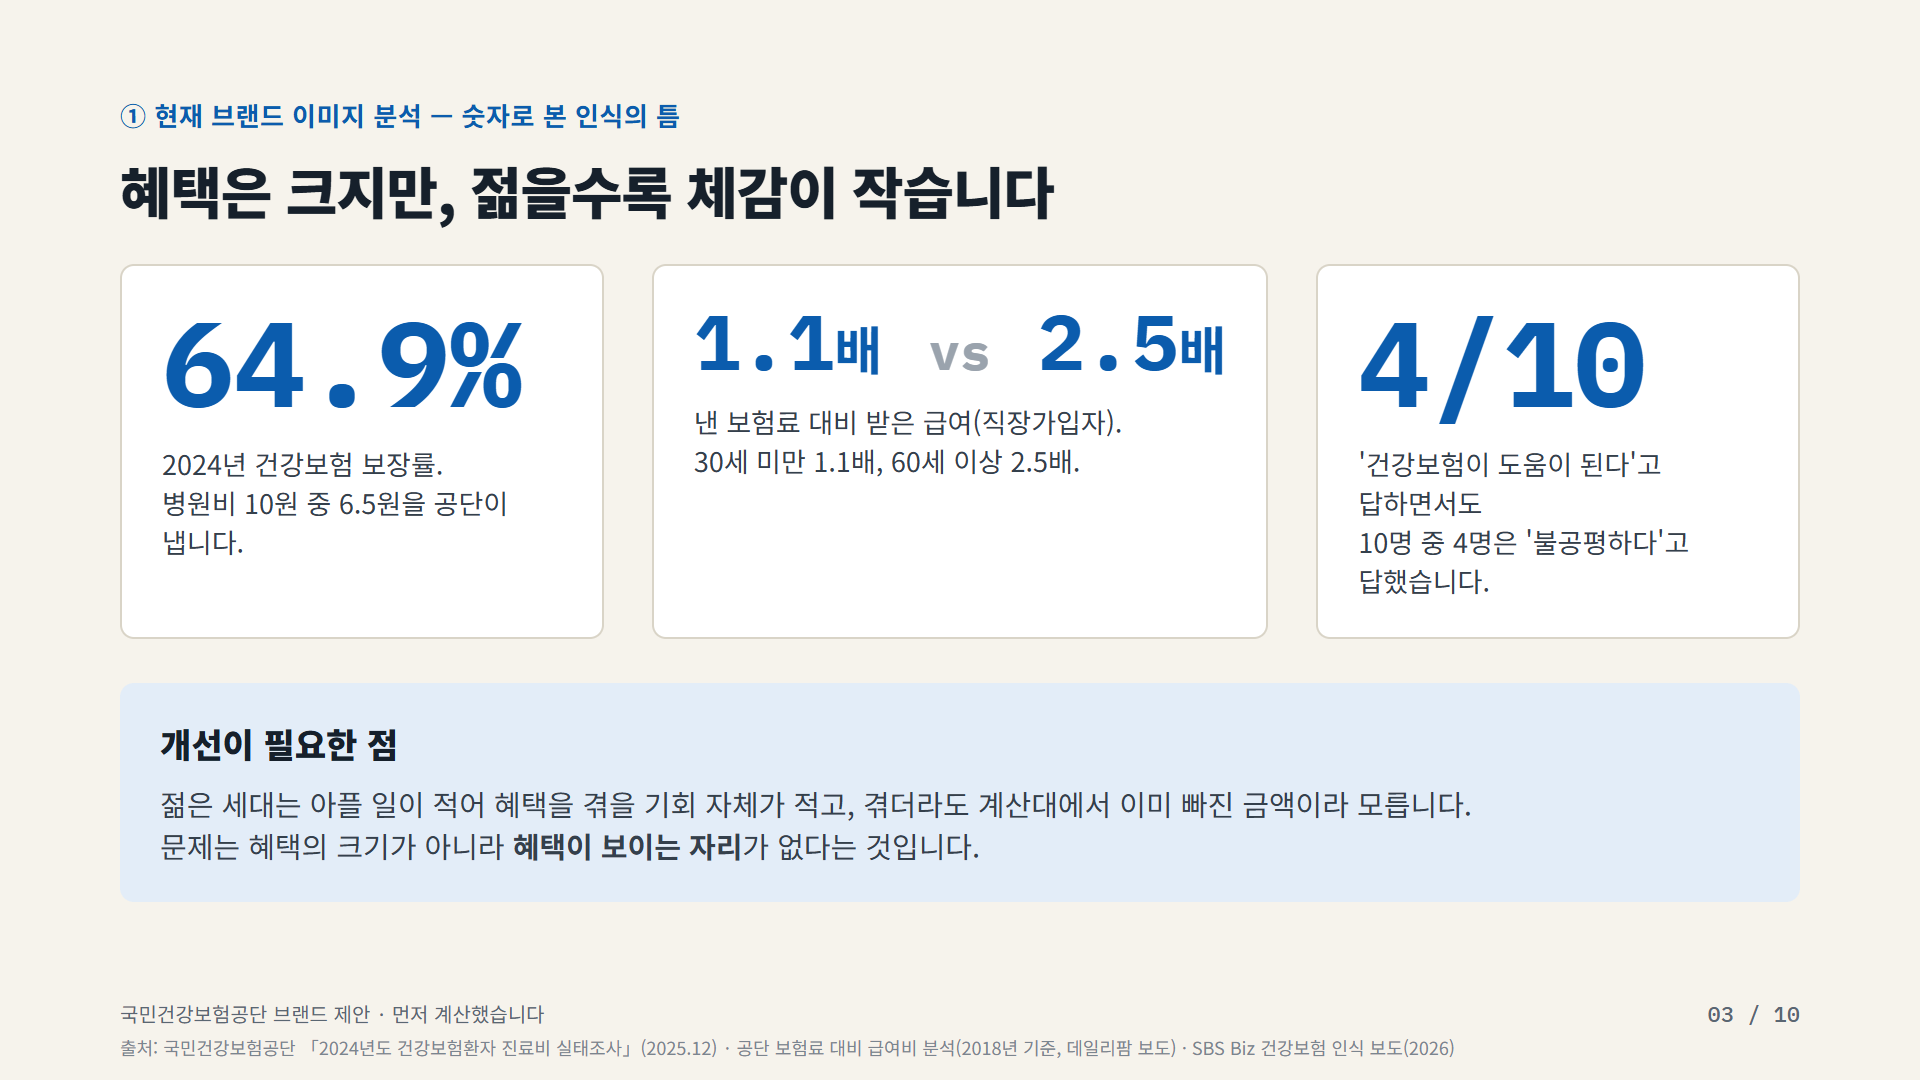 ① 현재 브랜드 이미지 분석 — 숫자로 본 인식의 틈
혜택은 크지만, 젊을수록 체감이 작습니다
64.9%
2024년 건강보험 보장률.
병원비 10원 중 6.5원을 공단이
냅니다.
1.1배 vs 2.5배
낸 보험료 대비 받은 급여(직장가입자).
30세 미만 1.1배, 60세 이상 2.5배.
4/10
'건강보험이 도움이 된다'고
답하면서도
10명 중 4명은 '불공평하다'고
답했습니다.
개선이 필요한 점
젊은 세대는 아플 일이 적어 혜택을 겪을 기회 자체가 적고, 겪더라도 계산대에서 이미 빠진 금액이라 모릅니다.
문제는 혜택의 크기가 아니라 혜택이 보이는 자리가 없다는 것입니다.
국민건강보험공단 브랜드 제안 · 먼저 계산했습니다
03 / 10
출처: 국민건강보험공단 「2024년도 건강보험환자 진료비 실태조사」(2025.12) · 공단 보험료 대비 급여비 분석(2018년 기준, 데일리팜 보도) · SBS Biz 건강보험 인식 보도(2026)